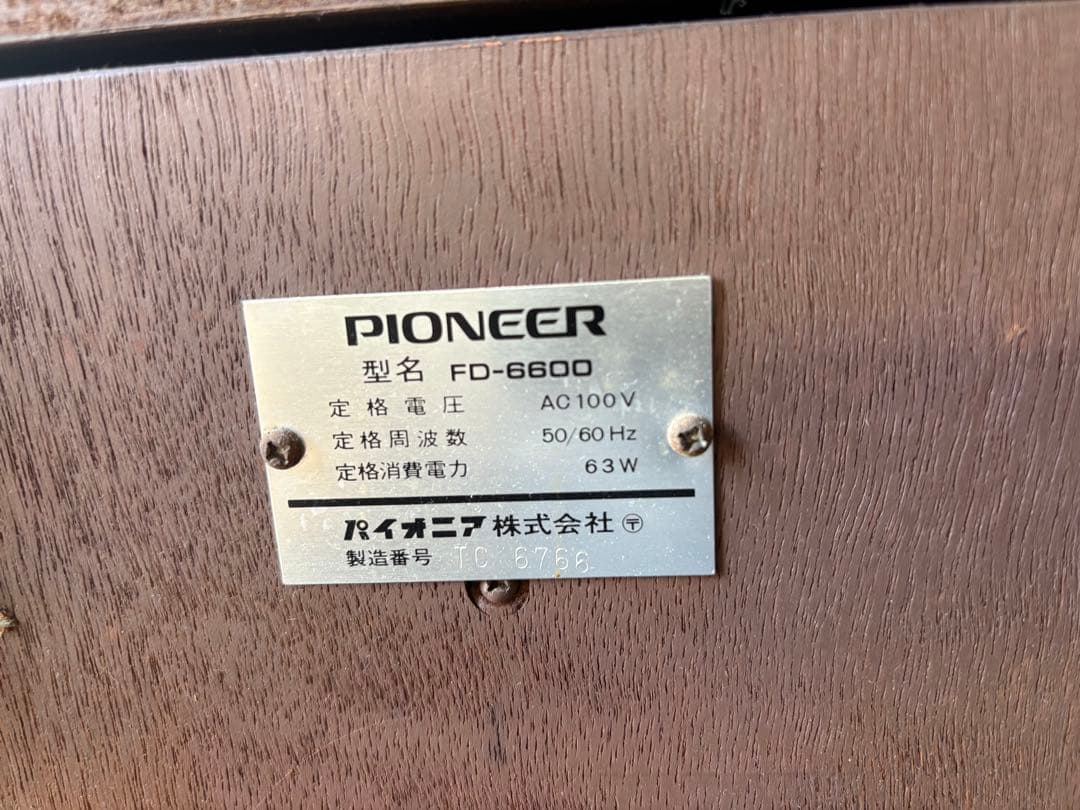 PIONEER
型名 FD-6600
定格電圧 AC100V
定格周波数 50/60Hz
定格消費電力 63W
パイオニア株式会社 〶
製造番号 TC 6766